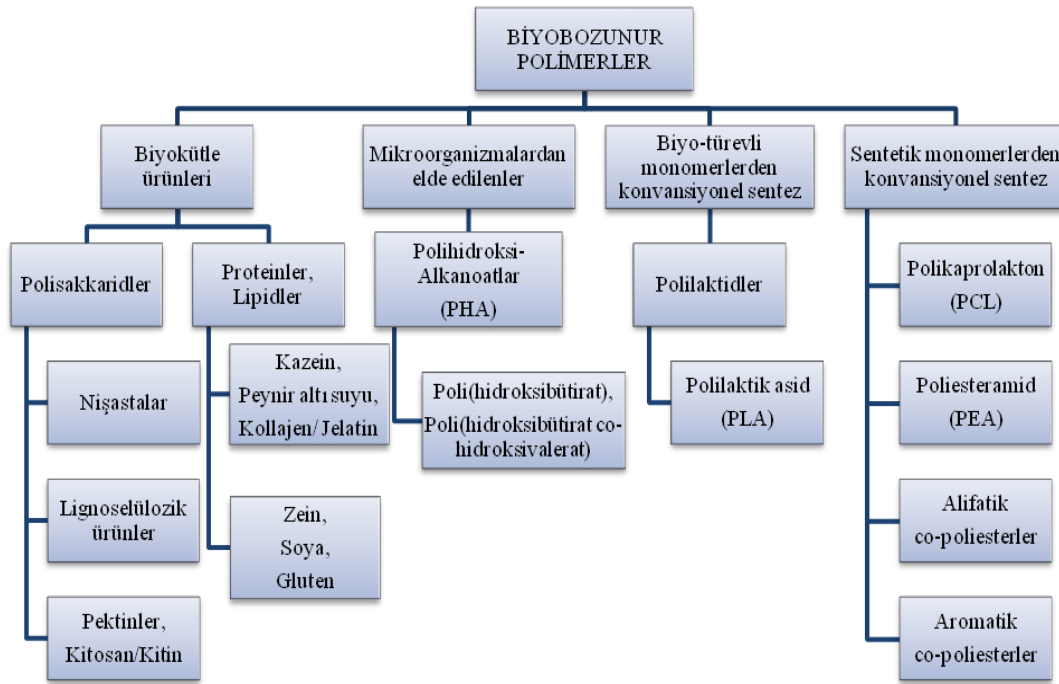 BİYOBOZUNUR
POLİMERLER
Biyokütle
ürünleri
Mikroorganizmalardan
elde edilenler
Biyo-türevli
monomerlerden
konvansiyonel sentez
Sentetik monomerlerden
konvansiyonel sentez
Polisakkaridler
Proteinler,
Lipidler
Polihidroksi-
Alkanoatlar
(PHA)
Polilaktidler
Polikaprolakton
(PCL)
Nişastalar
Kazein,
Peynir altı suyu,
Kollajen/Jelatin
Poli(hidroksibütirat),
Poli(hidroksibütirat co-
hidroksivalerat)
Polilaktik asid
(PLA)
Poliesteramid
(PEA)
Lignoselülozik
ürünler
Zein,
Soya,
Gluten
Alifatik
co-poliesterler
Pektinler,
Kitosan/Kitin
Aromatik
co-poliesterler